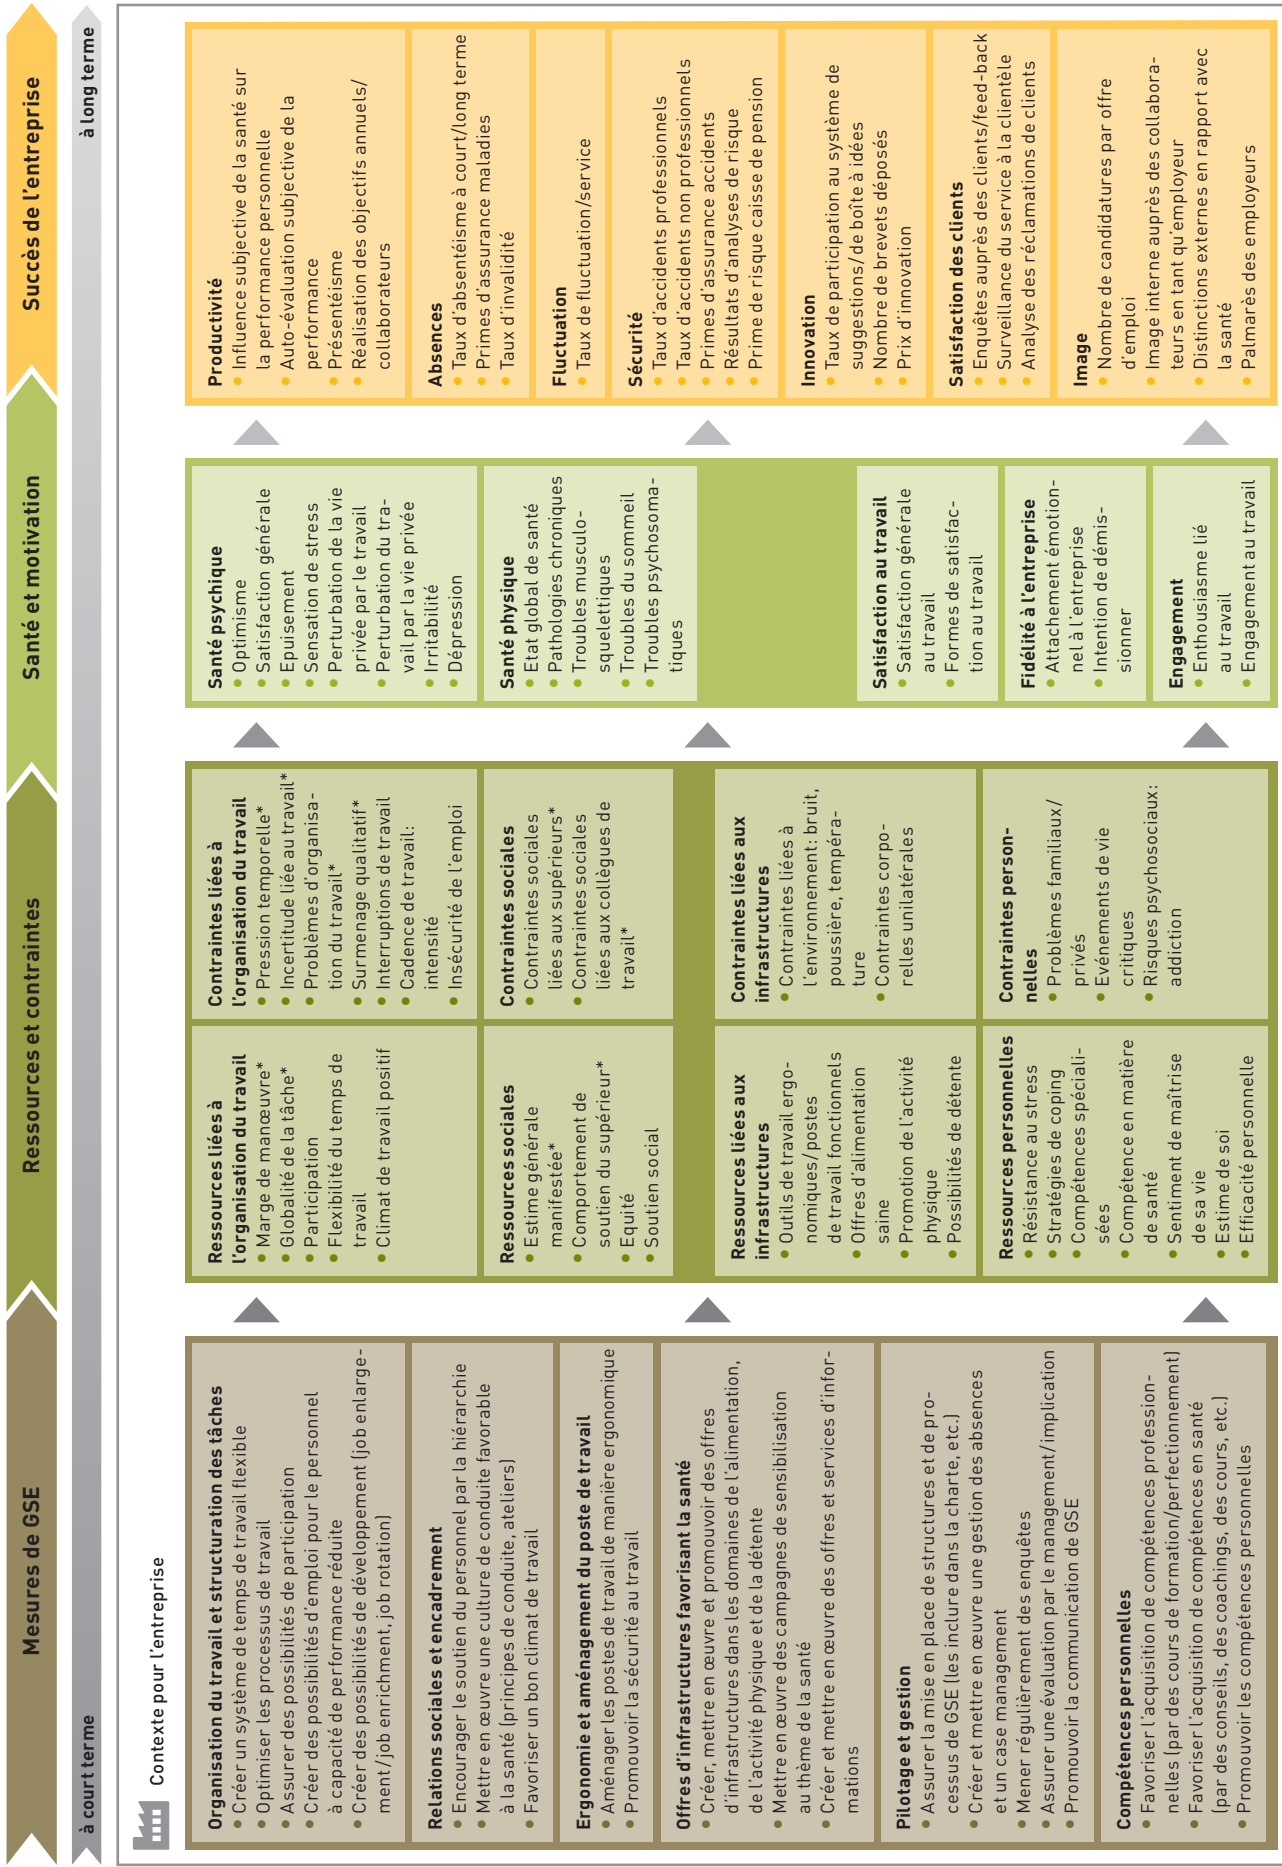 Mesures de GSE
Ressources et contraintes
Santé et motivation
Succès de l'entreprise
à court terme
à long terme
Contexte pour l'entreprise
Organisation du travail et structuration des tâches
• Créer un système de temps de travail flexible
• Optimiser les processus de travail
• Assurer des possibilités de participation
• Créer des possibilités d'emploi pour le personnel
à capacité de performance réduite
• Créer des possibilités de développement (job enlarge-
ment/job enrichment, job rotation)
Relations sociales et encadrement
• Encourager le soutien du personnel par la hiérarchie
• Mettre en œuvre une culture de conduite favorable
à la santé (principes de conduite, ateliers)
• Favoriser un bon climat de travail
Ergonomie et aménagement du poste de travail
• Aménager les postes de travail de manière ergonomique
• Promouvoir la sécurité au travail
Offres d'infrastructures favorisant la santé
• Créer, mettre en œuvre et promouvoir des offres
d'infrastructure dans les domaines de l'alimentation,
de l'activité physique et de la détente
• Mettre en œuvre des campagnes de sensibilisation
au thème de la santé
• Créer et mettre en œuvre des offres et services d'infor-
mations
Pilotage et gestion
• Assurer la mise en place de structures et de pro-
cessus de GSE (les inclure dans la charte, etc.)
• Créer et mettre en œuvre une gestion des absences
et un case management
• Mener régulièrement des enquêtes
• Assurer une évaluation par le management/implication
• Promouvoir la communication de GSE
Compétences personnelles
• Favoriser l'acquisition de compétences profession-
nelles (par des cours de formation/perfectionnement)
• Favoriser l'acquisition de compétences en santé
(par des conseils, des coachings, des cours, etc.)
• Promouvoir les compétences personnelles
Ressources liées à
l'organisation du travail
• Marge de manœuvre*
• Globalité de la tâche*
• Participation
• Flexibilité du temps de
travail
• Climat de travail positif
Ressources sociales
• Estime générale
manifestée*
• Comportement de
soutien du supérieur*
• Equité
• Soutien social
Ressources liées aux
infrastructures
• Outils de travail ergo-
nomiques/postes
de travail fonctionnels
• Offres d'alimentation
saine
• Promotion de l'activité
physique
• Possibilités de détente
Ressources personnelles
• Résistance au stress
• Stratégies de coping
• Compétences spéciali-
sées
• Compétence en matière
de santé
• Sentiment de maîtrise
de sa vie
• Estime de soi
• Efficacité personnelle
Contraintes liées à
l'organisation du travail
• Pression temporelle*
• Incertitude liée au travail*
• Problèmes d'organisa-
tion du travail*
• Surmenage qualitatif*
• Interruptions de travail
• Cadence de travail:
intensité
• Insécurité de l'emploi
Contraintes sociales
• Contraintes sociales
liées aux supérieurs*
• Contraintes sociales
liées aux collègues de
travail*
Contraintes liées aux
infrastructures
• Contraintes liées à
l'environnement: bruit,
poussière, tempéra-
ture
• Contraintes corpo-
relles unilatérales
Contraintes person-
nelles
• Problèmes familiaux/
privés
• Evénements de vie
critiques
• Risques psychosociaux:
addiction
Santé psychique
• Optimisme
• Satisfaction générale
• Epuisement
• Sensation de stress
• Perturbation de la vie
privée par le travail
• Perturbation du tra-
vail par la vie privée
• Irritabilité
• Dépression
Santé physique
• Etat global de santé
• Pathologies chroniques
• Troubles musculo-
squelettiques
• Troubles du sommeil
• Troubles psychosoma-
tiques
Satisfaction au travail
• Satisfaction générale
au travail
• Formes de satisfac-
tion au travail
Fidélité à l'entreprise
• Attachement émotion-
nel à l'entreprise
• Intention de démis-
sionner
Engagement
• Enthousiasme lié
au travail
• Engagement au travail
Productivité
• Influence subjective de la santé sur
la performance personnelle
• Auto-évaluation subjective de la
performance
• Présentéisme
• Réalisation des objectifs annuels/
collaborateurs
Absences
• Taux d'absentéisme à court/long terme
• Primes d'assurance maladies
• Taux d'invalidité
Fluctuation
• Taux de fluctuation/service
Sécurité
• Taux d'accidents professionnels
• Taux d'accidents non professionnels
• Primes d'assurance accidents
• Résultats d'analyses de risque
• Prime de risque caisse de pension
Innovation
• Taux de participation au système de
suggestions/de boîte à idées
• Nombre de brevets déposés
• Prix d'innovation
Satisfaction des clients
• Enquêtes auprès des clients/feed-back
• Surveillance du service à la clientèle
• Analyse des réclamations de clients
Image
• Nombre de candidatures par offre
d'emploi
• Image interne auprès des collabora-
teurs en tant qu'employeur
• Distinctions externes en rapport avec
la santé
• Palmarès des employeurs